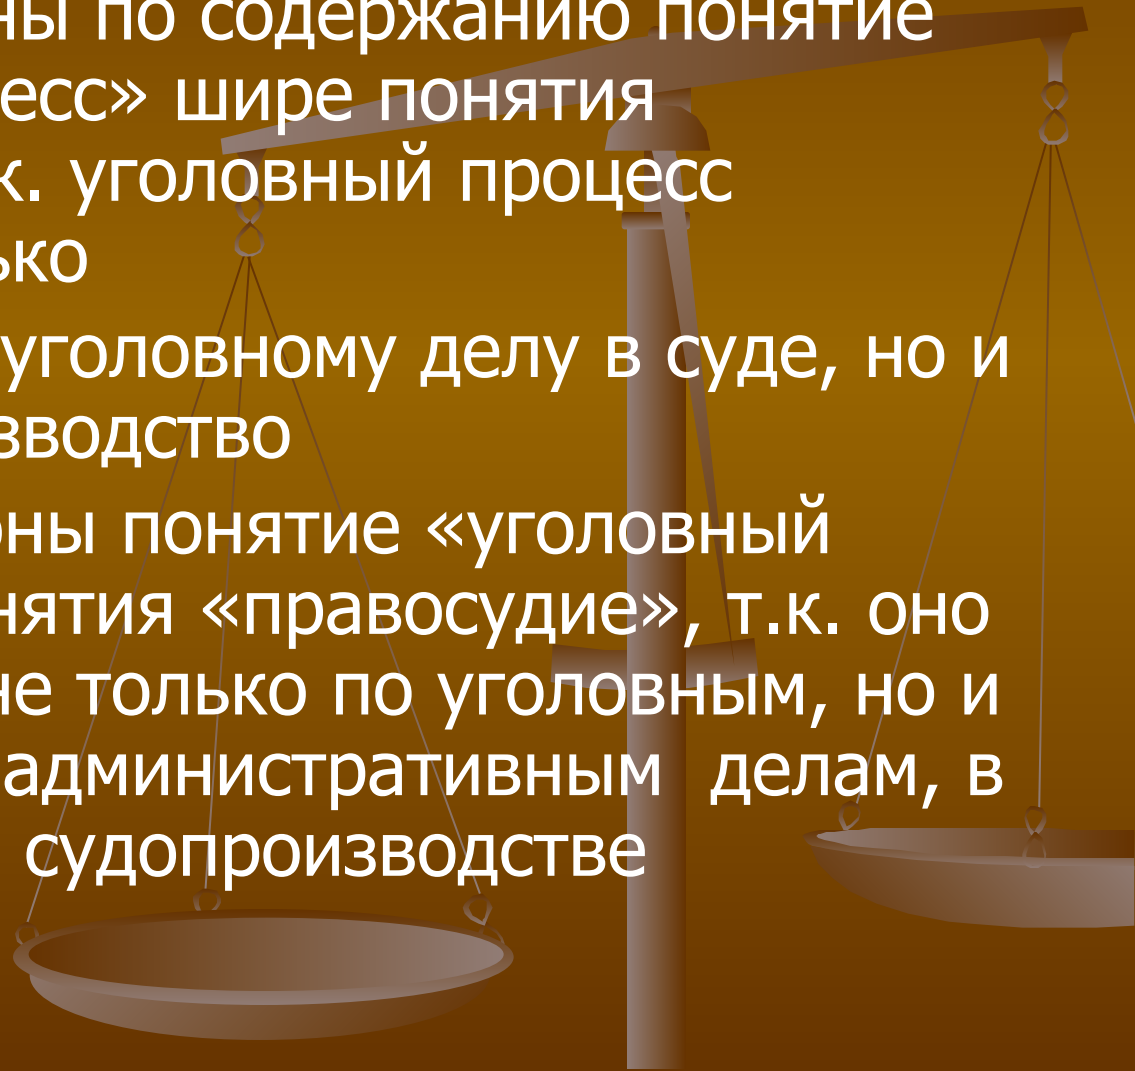 ны по содержанию понятие
есс» шире понятия
к. уголовный процесс
ько
уголовному делу в суде, но и
зводство
оны понятие «уголовный
нятия «правосудие», т.к. оно
не только по уголовным, но и
административным делам, в
судопроизводстве